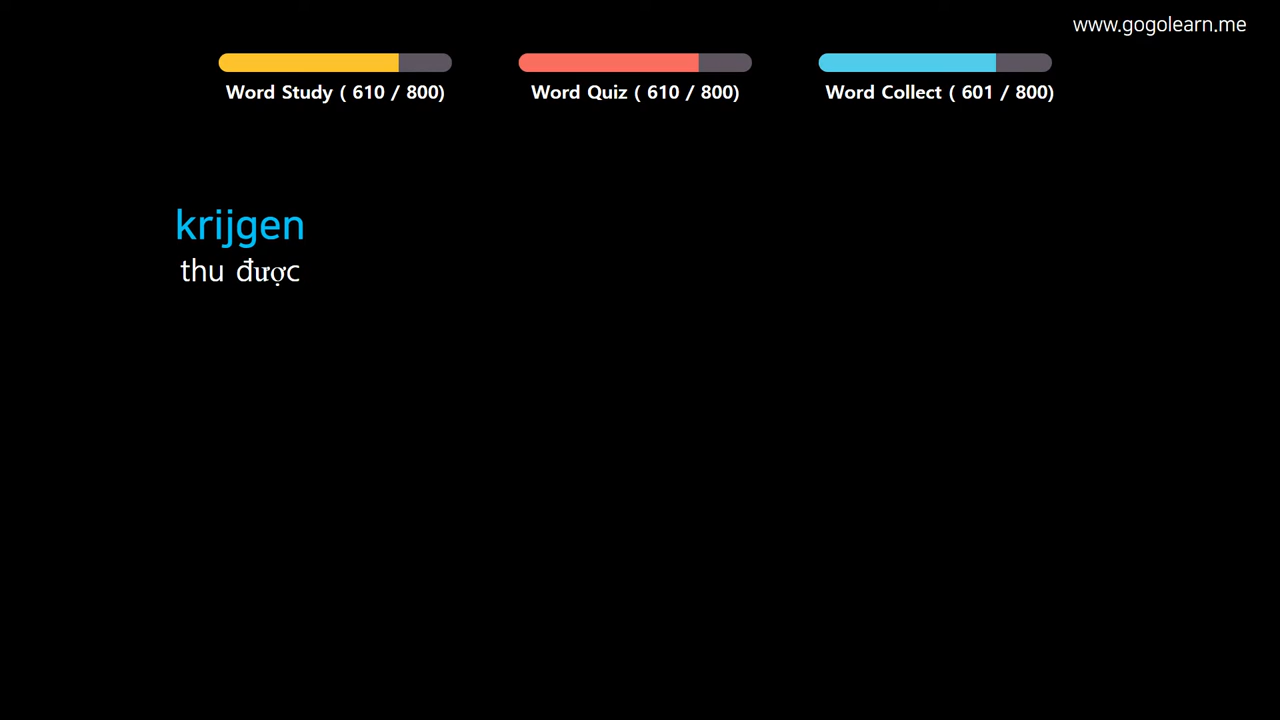 www.gogolearn.me
Word Study ( 610 / 800)
Word Quiz ( 610 / 800)
Word Collect ( 601 / 800)
krijgen
thu được